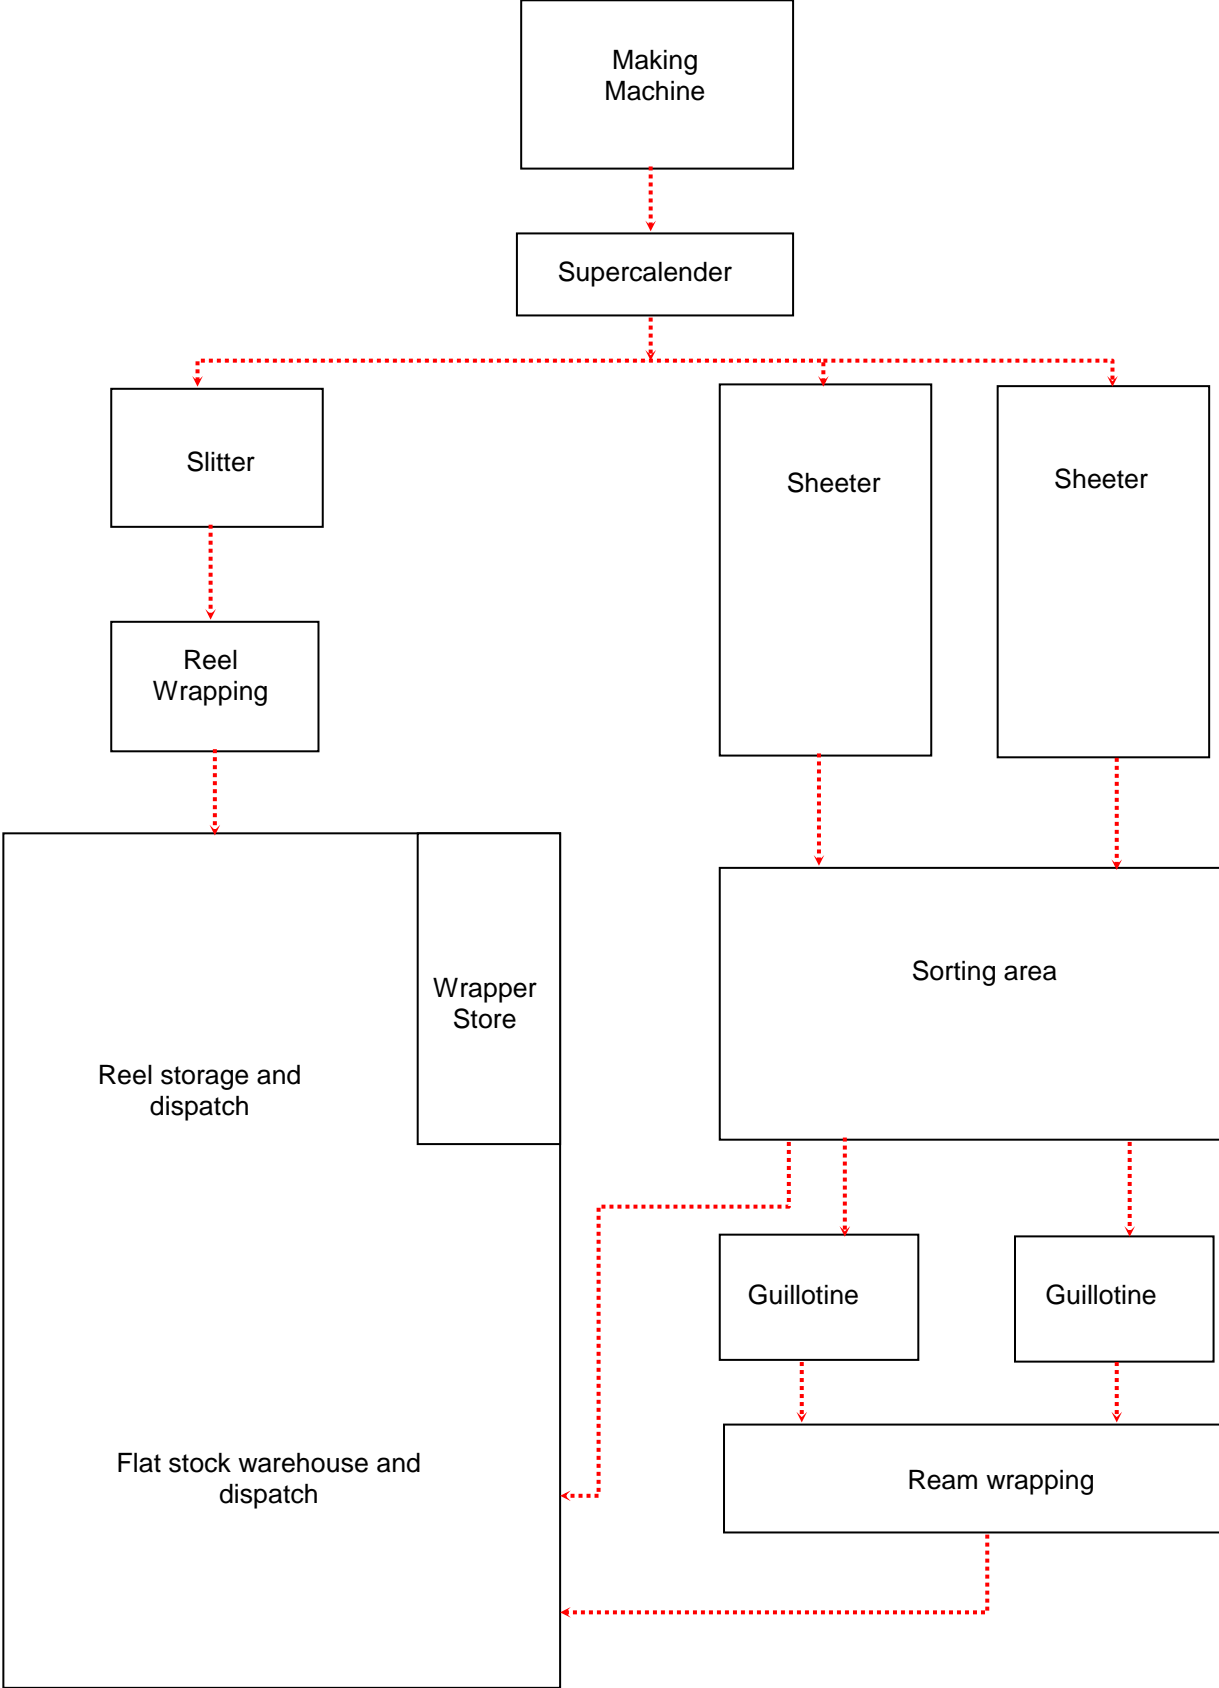 Making
Machine
Supercalender
Slitter
Sheeter
Sheeter
Reel
Wrapping
Sorting area
Wrapper
Store
Reel storage and
dispatch
Guillotine
Guillotine
Flat stock warehouse and
dispatch
Ream wrapping